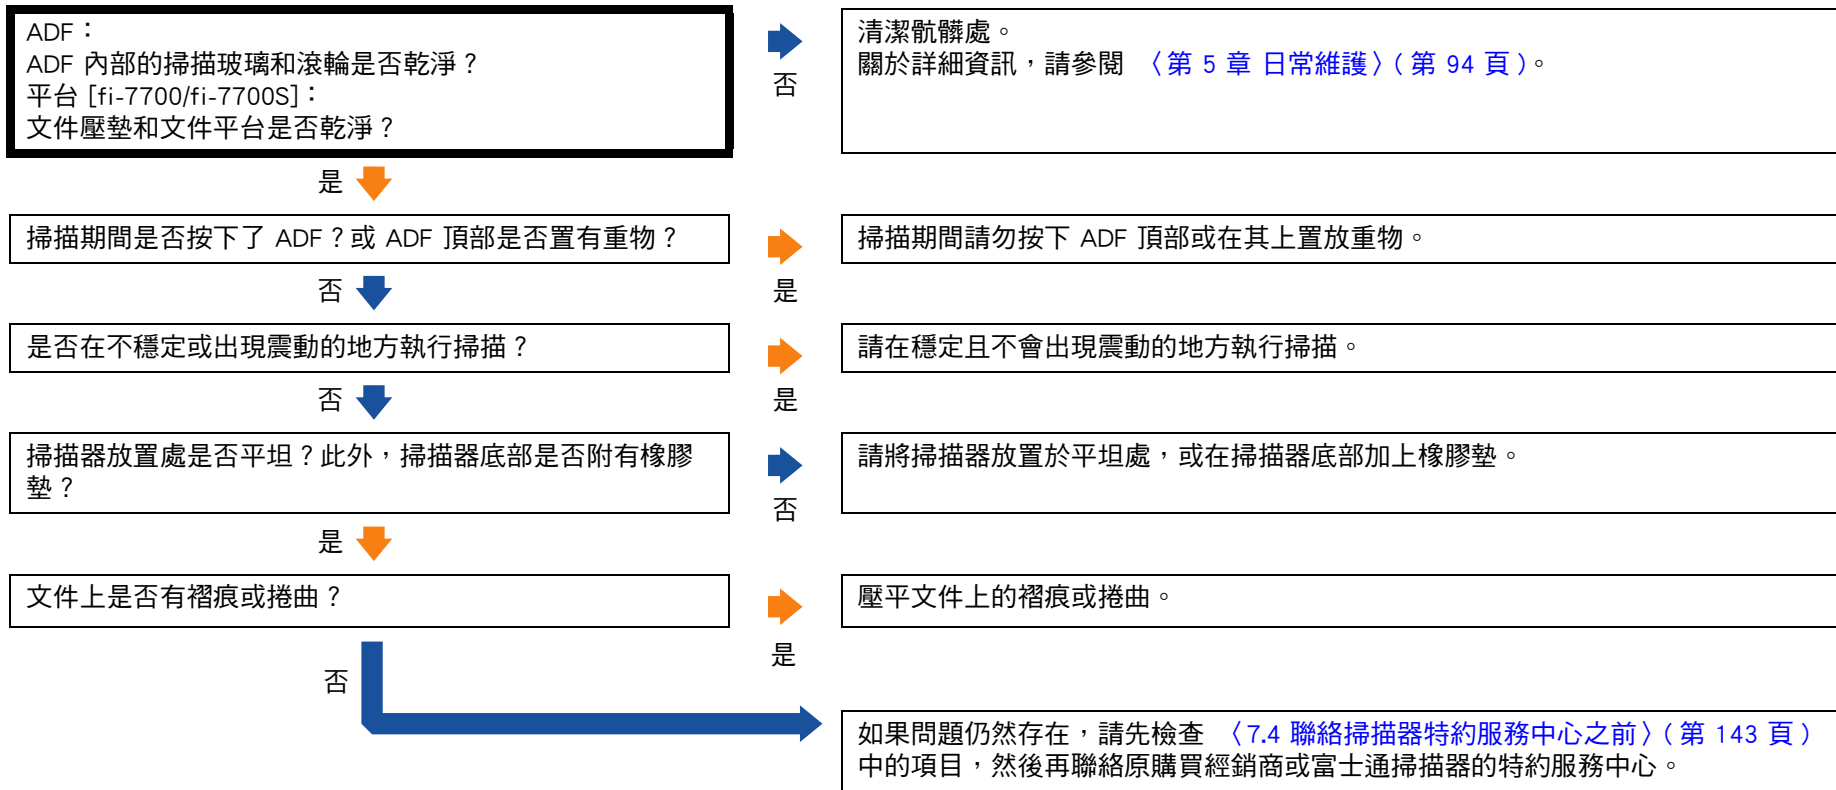 ADF：
ADF 內部的掃描玻璃和滾輪是否乾淨？
平台 [fi-7700/fi-7700S]：
文件壓墊和文件平台是否乾淨？
否
清潔骯髒處。
關於詳細資訊，請參閱 〈第 5 章 日常維護〉( 第 94 頁 )。
是
掃描期間是否按下了 ADF？或 ADF 頂部是否置有重物？
是
掃描期間請勿按下 ADF 頂部或在其上置放重物。
否
是否在不穩定或出現震動的地方執行掃描？
是
請在穩定且不會出現震動的地方執行掃描。
否
掃描器放置處是否平坦？此外，掃描器底部是否附有橡膠
墊？
否
請將掃描器放置於平坦處，或在掃描器底部加上橡膠墊。
是
文件上是否有褶痕或捲曲？
是
壓平文件上的褶痕或捲曲。
否
如果問題仍然存在，請先檢查 〈7.4 聯絡掃描器特約服務中心之前〉( 第 143 頁 )
中的項目，然後再聯絡原購買經銷商或富士通掃描器的特約服務中心。